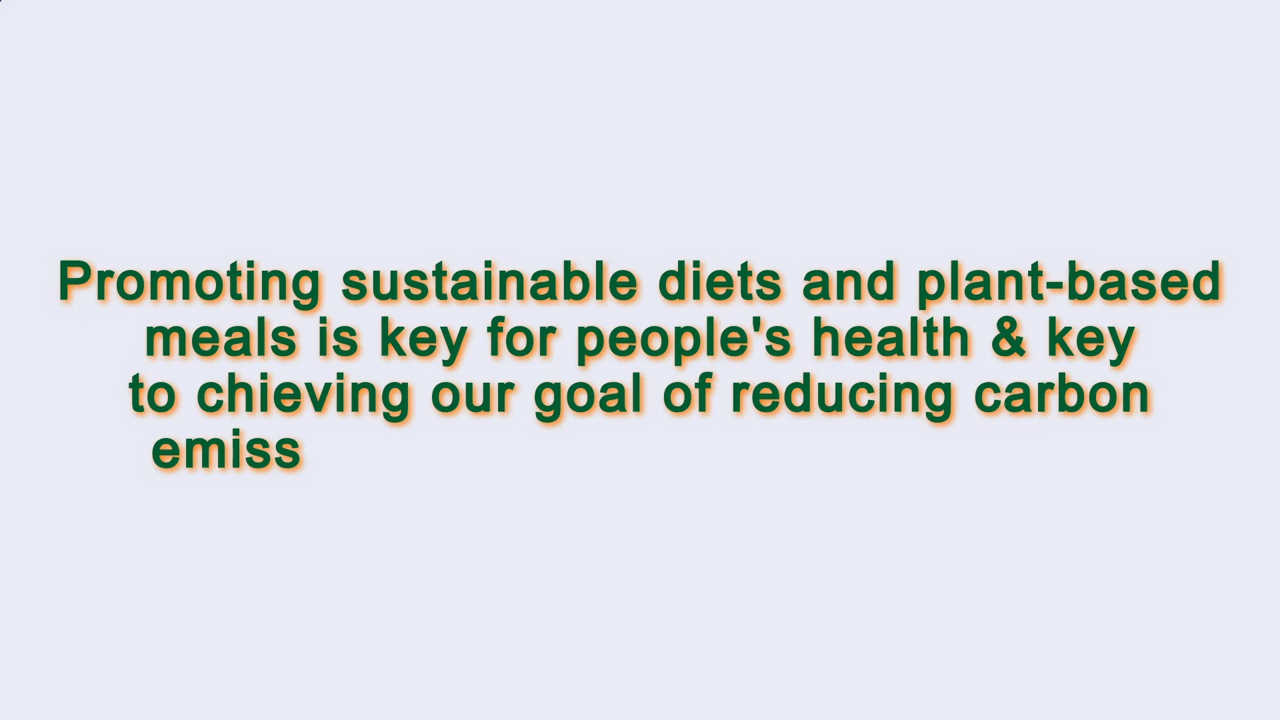 Promoting sustainable diets and plant-based
meals is key for people's health & key
to chieving our goal of reducing carbon
emiss